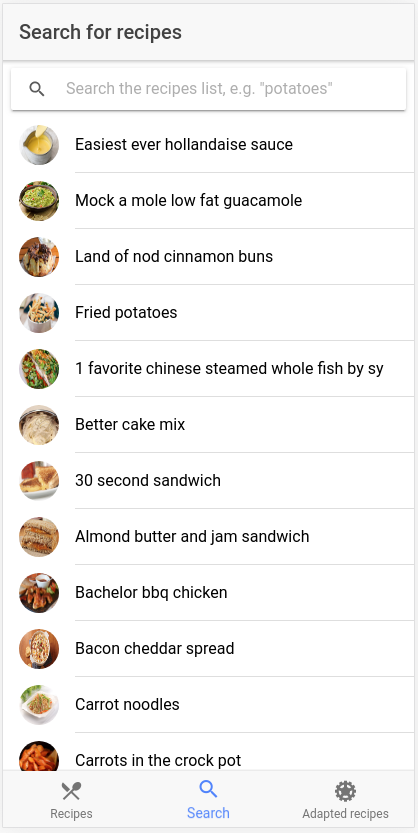 Search for recipes
Search the recipes list, e.g. "potatoes"
Easiest ever hollandaise sauce
Mock a mole low fat guacamole
Land of nod cinnamon buns
Fried potatoes
1 favorite chinese steamed whole fish by sy
Better cake mix
30 second sandwich
Almond butter and jam sandwich
Bachelor bbq chicken
Bacon cheddar spread
Carrot noodles
Carrots in the crock pot
Recipes Search Adapted recipes